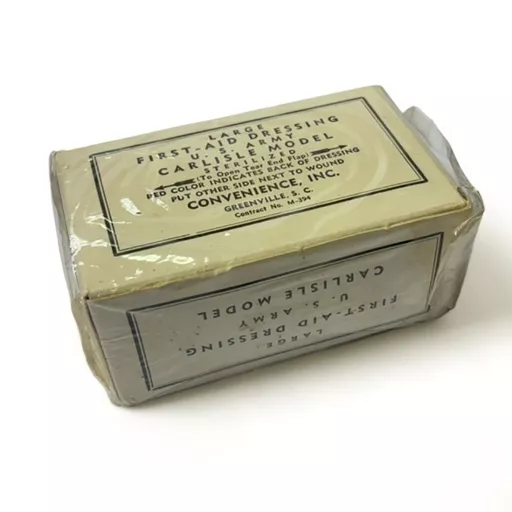 LARGE
FIRST-AID DRESSING
U. S. ARMY
CARLISLE MODEL
STERILIZED
(To Open Tear End Flap)
RED COLOR INDICATES BACK OF DRESSING
PUT OTHER SIDE NEXT TO WOUND
CONVENIENCE, INC.
GREENVILLE, S. C.
Contract No. M-394
LARGE
FIRST-AID DRESSING
U. S. ARMY
CARLISLE MODEL